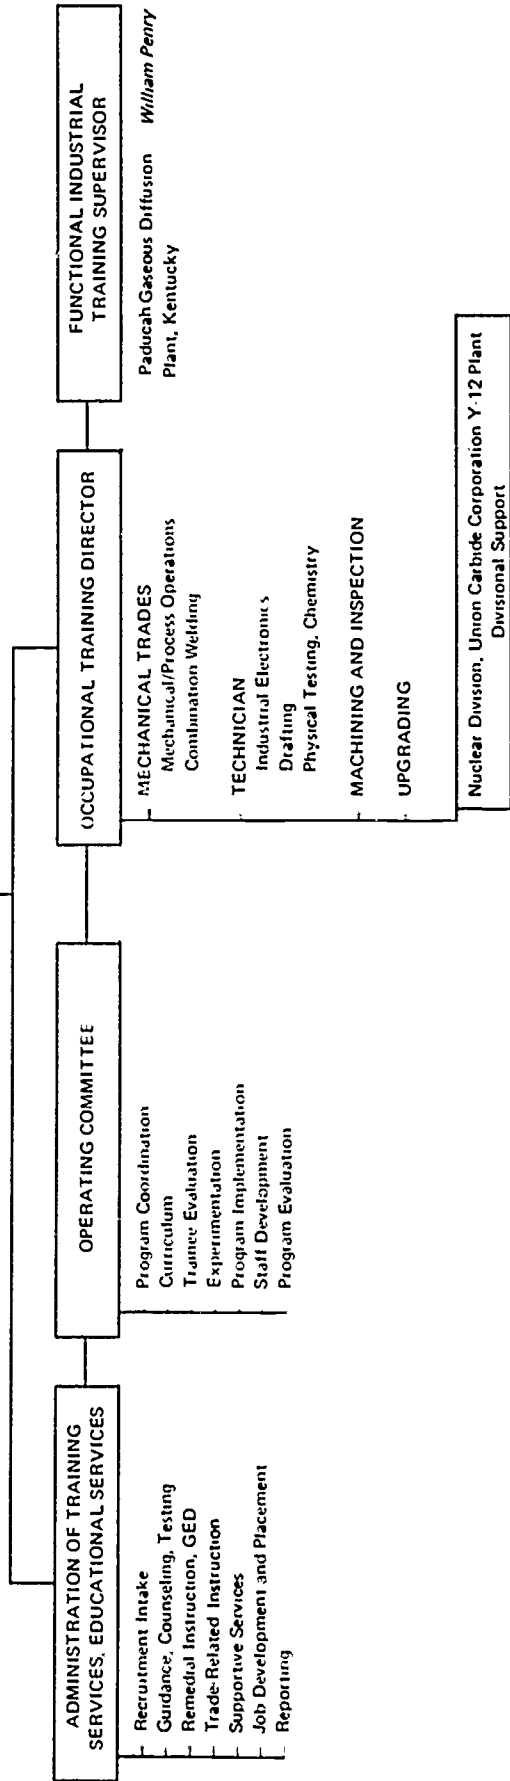 ADMINISTRATION OF TRAINING
SERVICES, EDUCATIONAL SERVICES
Recruitment Intake
Guidance, Counseling, Testing
Remedial Instruction, GED
Trade-Related Instruction
Supportive Services
Job Development and Placement
Reporting
OPERATING COMMITTEE
Program Coordination
Curriculum
Trainee Evaluation
Experimentation
Program Implementation
Staff Development
Program Evaluation
OCCUPATIONAL TRAINING DIRECTOR
MECHANICAL TRADES
Mechanical/Process Operations
Combination Welding
TECHNICIAN
Industrial Electronics
Drafting
Physical Testing, Chemistry
MACHINING AND INSPECTION
UPGRADING
Nuclear Division, Union Carbide Corporation Y-12 Plant
Divisional Support
FUNCTIONAL INDUSTRIAL
TRAINING SUPERVISOR
Paducah Gaseous Diffusion William Penry
Plant, Kentucky